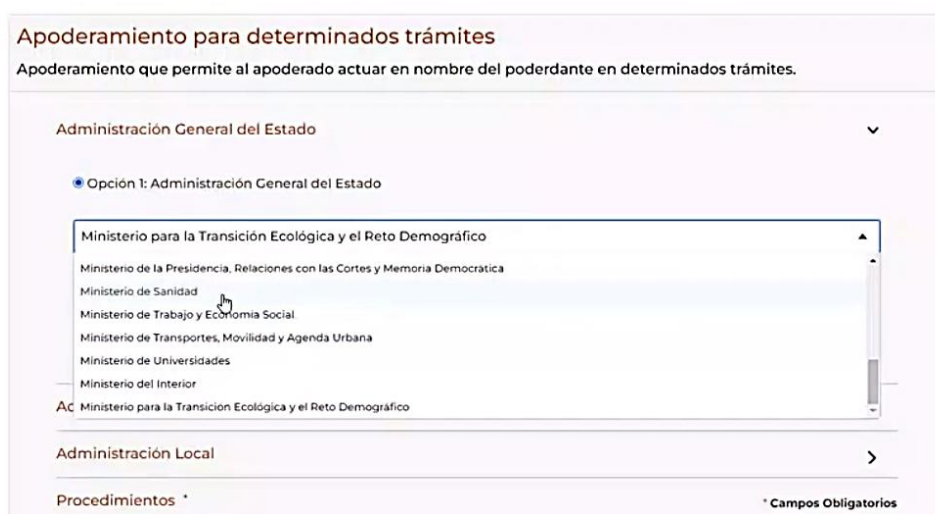 Apoderamiento para determinados trámites
Apoderamiento que permite al apoderado actuar en nombre del poderdante en determinados trámites.
Administración General del Estado
Opción 1: Administración General del Estado
Ministerio para la Transición Ecológica y el Reto Demográfico
Ministerio de la Presidencia, Relaciones con las Cortes y Memoria Democrática
Ministerio de Sanidad
Ministerio de Trabajo y Economía Social
Ministerio de Transportes, Movilidad y Agenda Urbana
Ministerio de Universidades
Ministerio del Interior
Ac
Ministerio para la Transición Ecológica y el Reto Demográfico
Administración Local
Procedimientos *
* Campos Obligatorios